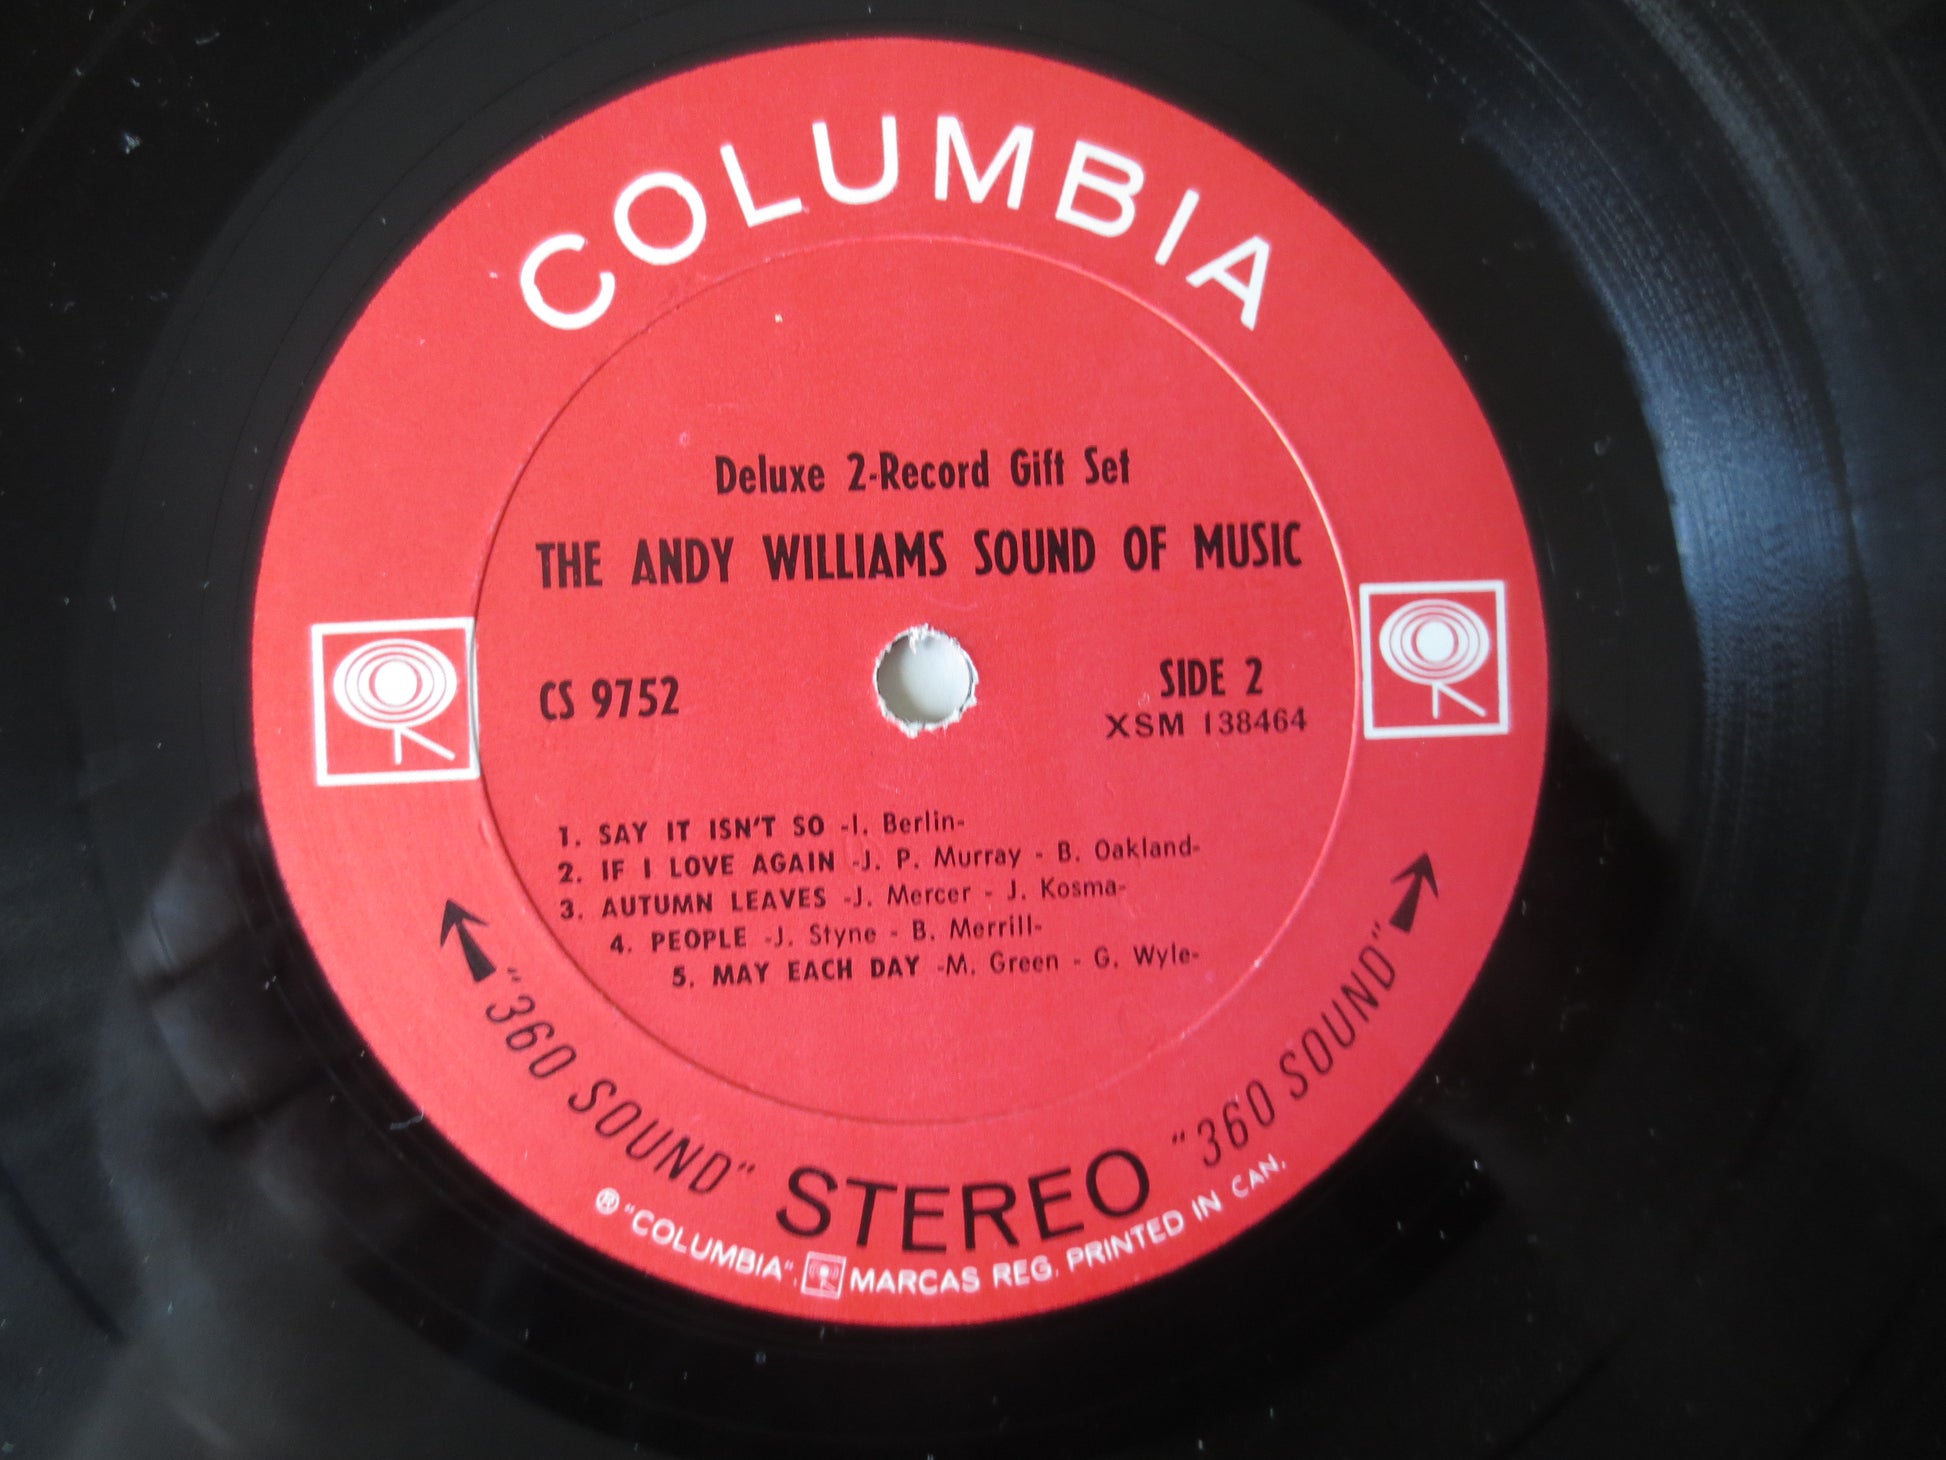 COLUMBIA
Deluxe 2-Record Gift Set
THE ANDY WILLIAMS SOUND OF MUSIC
CS 9752
SIDE 2
XSM 138464
1. SAY IT ISN'T SO -I. Berlin-
2. IF I LOVE AGAIN -J. P. Murray - B. Oakland-
3. AUTUMN LEAVES -J. Mercer - J. Kosma-
4. PEOPLE -J. Styne - B. Merrill-
5. MAY EACH DAY -M. Green - G. Wyle-
"360 SOUND" STEREO "360 SOUND"
® "COLUMBIA", MARCAS REG. PRINTED IN CAN.